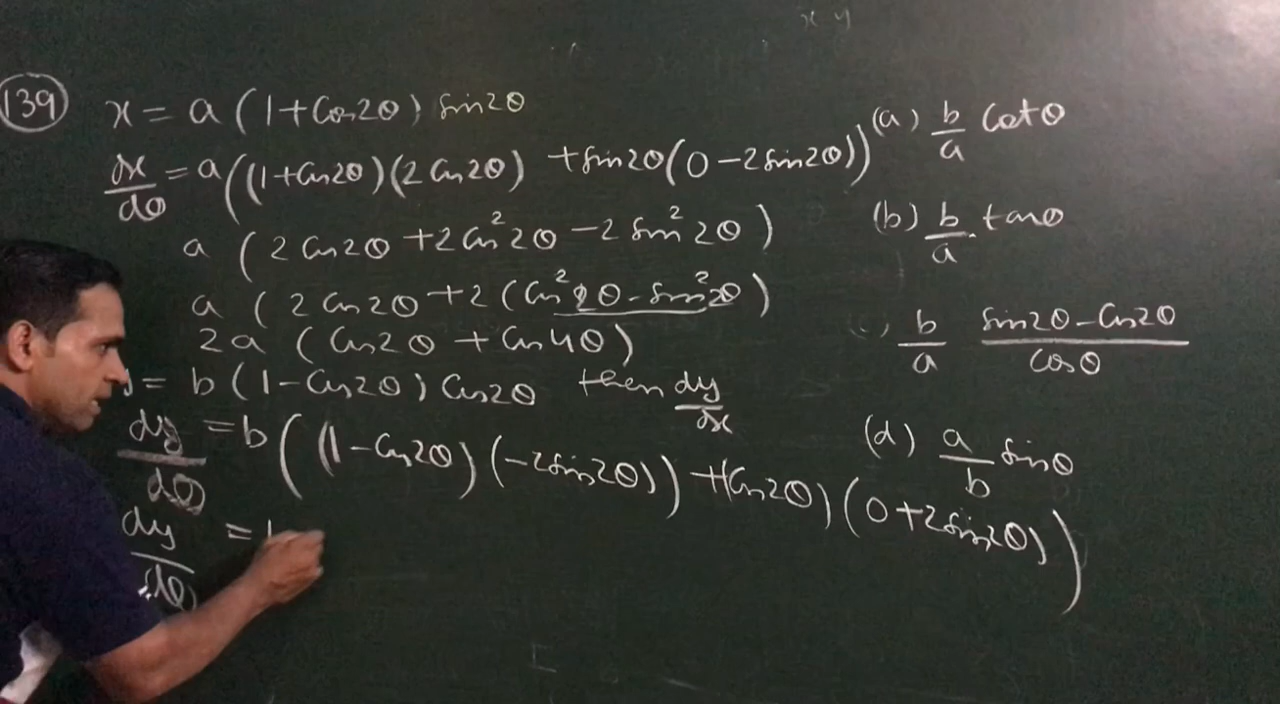 x y
(139) x = a (1+Cos2θ) sin2θ
dx/dθ = a((1+Cos2θ)(2Cos2θ) + sin2θ(0-2sin2θ))
a (2Cos2θ + 2Cos²2θ - 2Sin²2θ)
a (2Cos2θ + 2(Cos²2θ - Sin²2θ)
2a (Cos2θ + Cos4θ)
y = b (1-Cos2θ) Cos2θ then dy/dx
dy/dθ = b((1-Cos2θ)(-2sin2θ)) + (Cos2θ)(0+2sin2θ))
dy/dθ =
(a) b/a Cotθ
(b) b/a . tanθ
(c) b/a sin2θ-Cos2θ/cosθ
(d) a/b sinθ